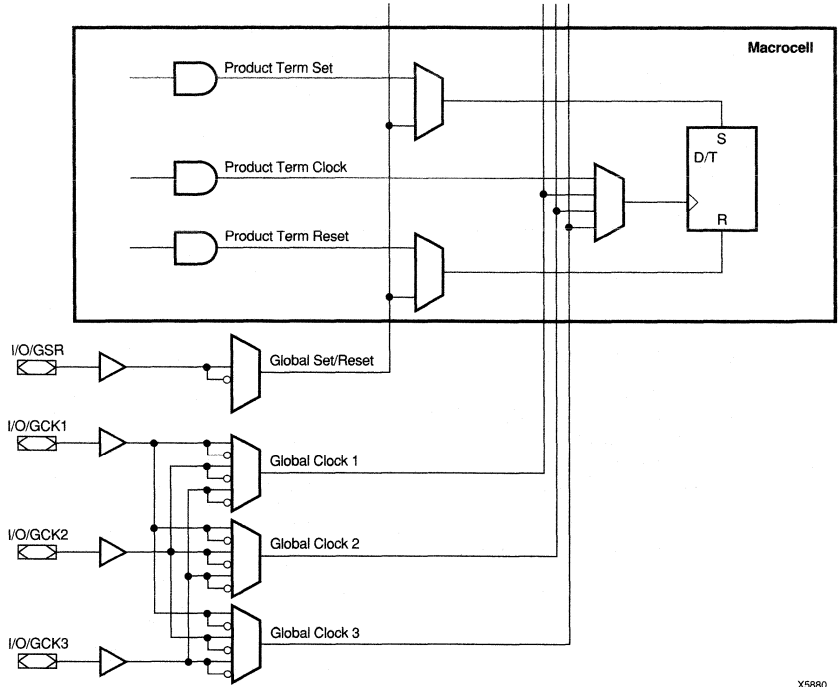 Macrocell
Product Term Set
S
D/T
Product Term Clock
R
Product Term Reset
I/O/GSR
Global Set/Reset
I/O/GCK1
Global Clock 1
I/O/GCK2
Global Clock 2
I/O/GCK3
Global Clock 3
X5880